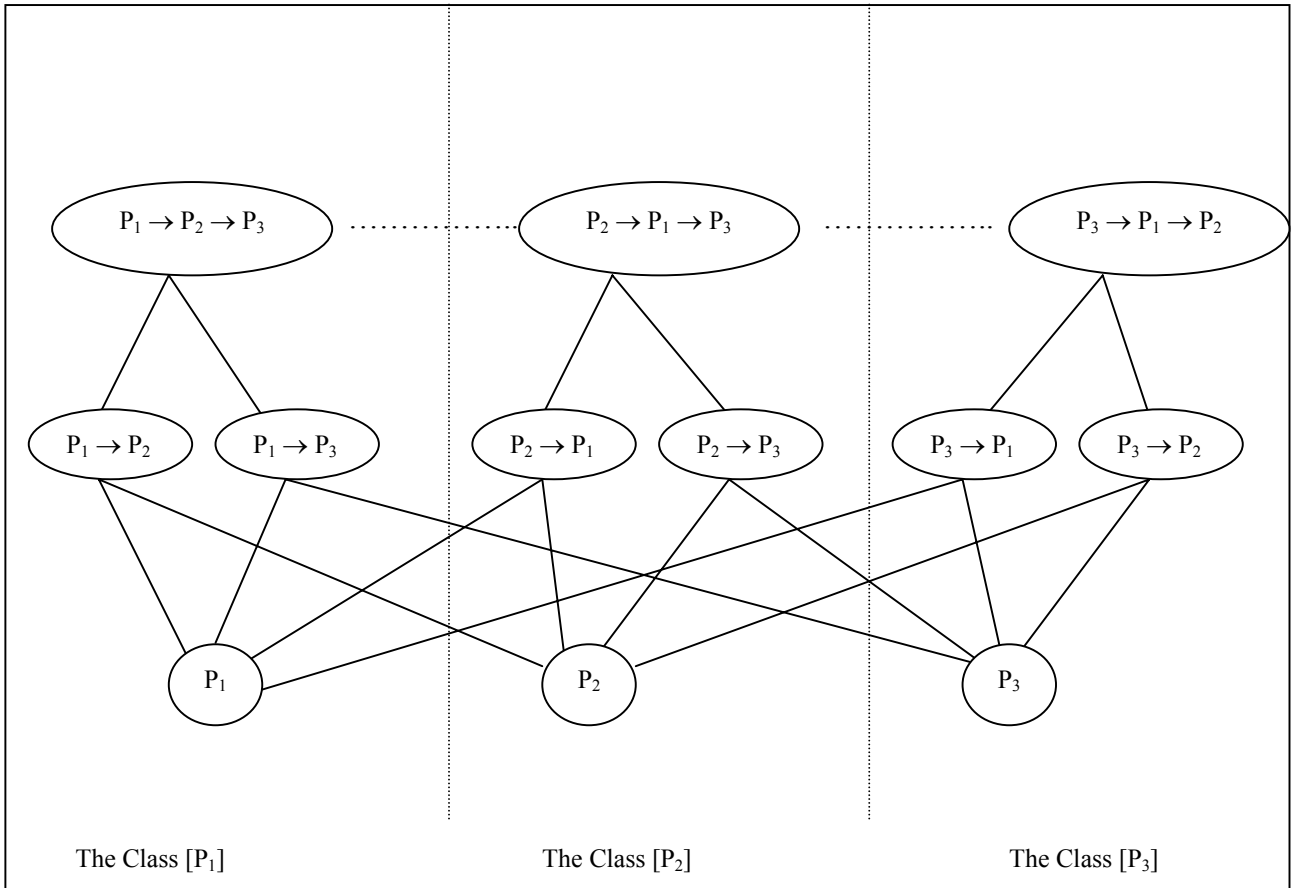 P₁ → P₂ → P₃
P₂ → P₁ → P₃
P₃ → P₁ → P₂
P₁ → P₂
P₁ → P₃
P₂ → P₁
P₂ → P₃
P₃ → P₁
P₃ → P₂
P₁
P₂
P₃
The Class [P₁]
The Class [P₂]
The Class [P₃]